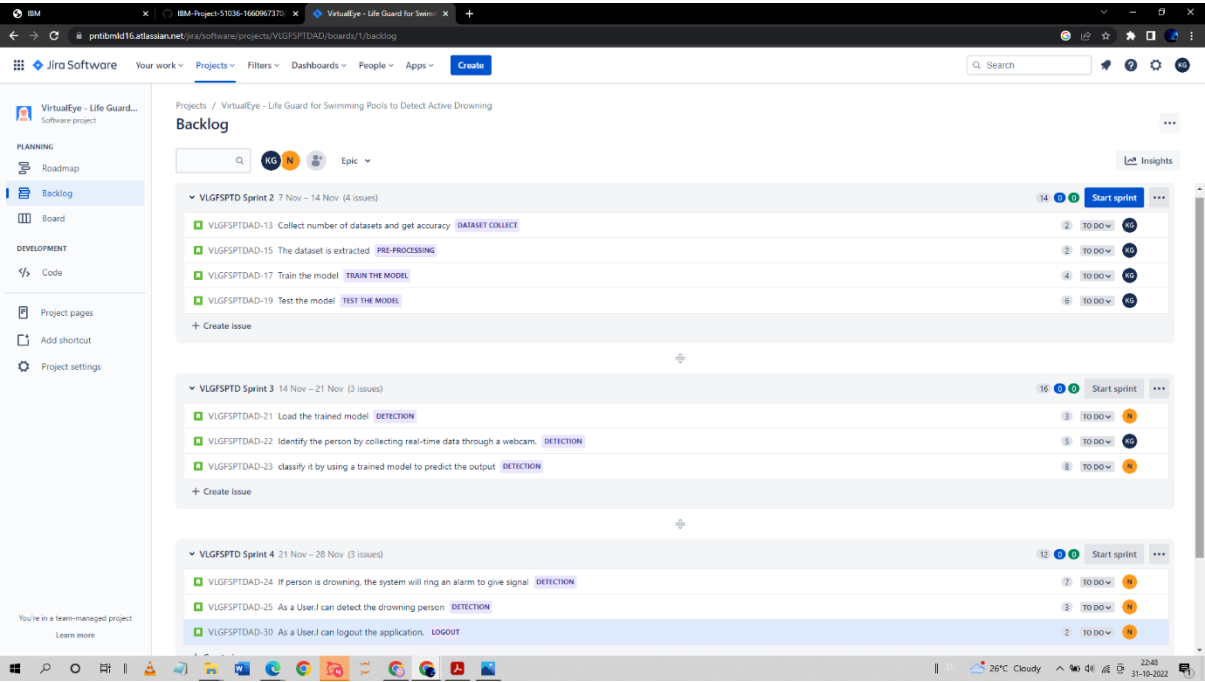 IBM
IBM-Project-51036-1660967370/
VirtualEye - Life Guard for Swimm
pntibmld16.atlassian.net/jira/software/projects/VLGFSPTDAD/boards/1/backlog
Jira Software Your work Projects Filters Dashboards People Apps Create Search KG
VirtualEye - Life Guard...
Software project
PLANNING
Roadmap
Backlog
Board
DEVELOPMENT
Code
Project pages
Add shortcut
Project settings
You're in a team-managed project
Learn more
Projects / VirtualEye - Life Guard for Swimming Pools to Detect Active Drowning
Backlog
KG N Epic Insights
VLGFSPTD Sprint 2 7 Nov – 14 Nov (4 issues) 14 0 0 Start sprint
VLGFSPTDAD-13 Collect number of datasets and get accuracy DATASET COLLECT 2 TO DO KG
VLGFSPTDAD-15 The dataset is extracted PRE-PROCESSING 2 TO DO KG
VLGFSPTDAD-17 Train the model TRAIN THE MODEL 4 TO DO KG
VLGFSPTDAD-19 Test the model TEST THE MODEL 6 TO DO KG
+ Create issue
VLGFSPTD Sprint 3 14 Nov – 21 Nov (3 issues) 16 0 0 Start sprint
VLGFSPTDAD-21 Load the trained model DETECTION 3 TO DO N
VLGFSPTDAD-22 Identify the person by collecting real-time data through a webcam. DETECTION 5 TO DO KG
VLGFSPTDAD-23 classify it by using a trained model to predict the output DETECTION 8 TO DO N
+ Create issue
VLGFSPTD Sprint 4 21 Nov – 28 Nov (3 issues) 12 0 0 Start sprint
VLGFSPTDAD-24 If person is drowning, the system will ring an alarm to give signal DETECTION 7 TO DO N
VLGFSPTDAD-25 As a User,I can detect the drowning person DETECTION 3 TO DO N
VLGFSPTDAD-30 As a User,I can logout the application. LOGOUT 2 TO DO N
26°C Cloudy
22:48
31-10-2022